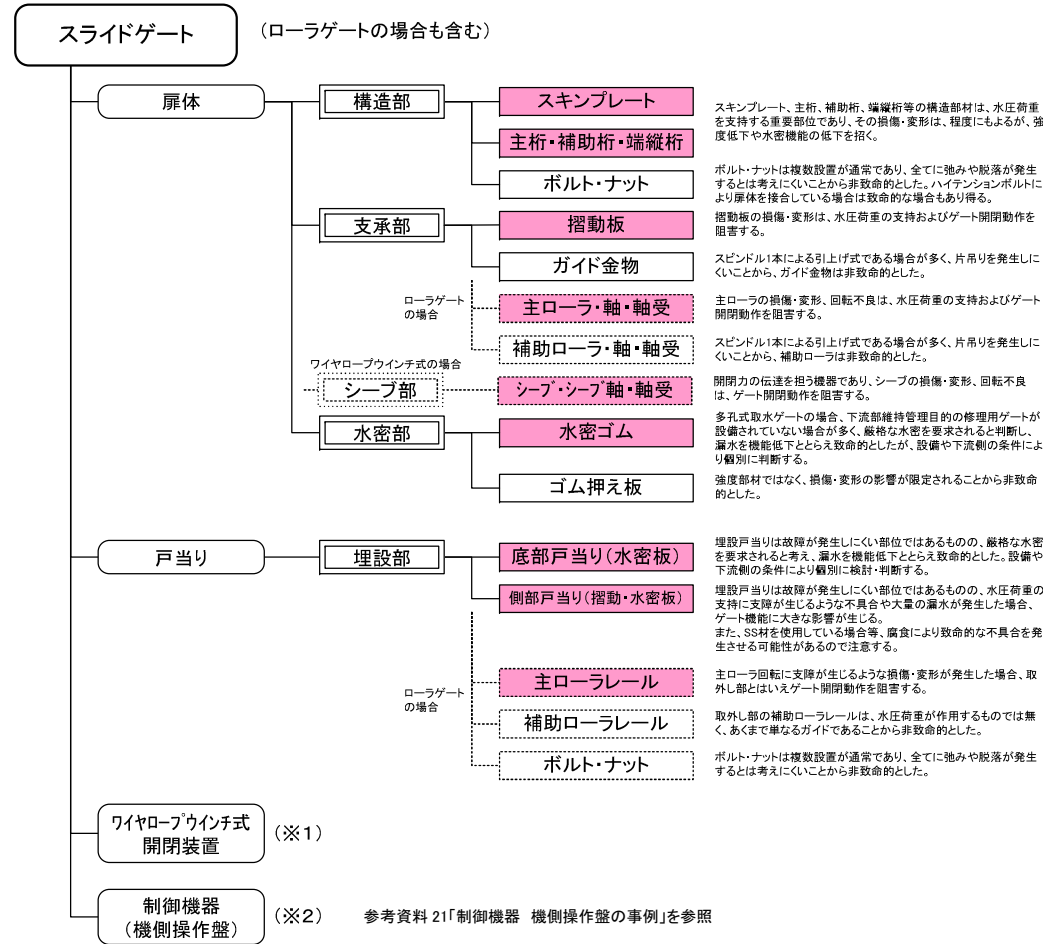 スライドゲート
(ローラゲートの場合も含む)
扉体
構造部
スキンプレート
スキンプレート、主桁、補助桁、端縦桁等の構造部材は、水圧荷重
を支持する重要部位であり、その損傷・変形は、程度にもよるが、強
度低下や水密機能の低下を招く。
主桁・補助桁・端縦桁
ボルト・ナット
ボルト・ナットは複数設置が通常であり、全てに弛みや脱落が発生
するとは考えにくいことから非致命的とした。ハイテンションボルトに
より扉体を接合している場合は致命的な場合もあり得る。
支承部
摺動板
摺動板の損傷・変形は、水圧荷重の支持およびゲート開閉動作を
阻害する。
ガイド金物
スピンドル1本による引上げ式である場合が多く、片吊りを発生しに
くいことから、ガイド金物は非致命的とした。
ローラゲート
の場合
主ローラ・軸・軸受
主ローラの損傷・変形、回転不良は、水圧荷重の支持およびゲート
開閉動作を阻害する。
補助ローラ・軸・軸受
スピンドル1本による引上げ式である場合が多く、片吊りを発生しに
くいことから、補助ローラは非致命的とした。
ワイヤロープウインチ式の場合
シーブ部
シーブ・シーブ軸・軸受
開閉力の伝達を担う機器であり、シーブの損傷・変形、回転不良
は、ゲート開閉動作を阻害する。
水密部
水密ゴム
多孔式取水ゲートの場合、下流部維持管理目的の修理用ゲートが
設備されていない場合が多く、厳格な水密を要求されると判断し、
漏水を機能低下ととらえ致命的としたが、設備や下流側の条件によ
り個別に判断する。
ゴム押え板
強度部材ではなく、損傷・変形の影響が限定されることから非致命
的とした。
戸当り
埋設部
底部戸当り(水密板)
埋設戸当りは故障が発生しにくい部位ではあるものの、厳格な水密
を要求されると考え、漏水を機能低下ととらえ致命的とした。設備や
下流側の条件により個別に検討・判断する。
側部戸当り(摺動・水密板)
埋設戸当りは故障が発生しにくい部位ではあるものの、水圧荷重の
支持に支障が生じるような不具合や大量の漏水が発生した場合、
ゲート機能に大きな影響が生じる。
また、SS材を使用している場合等、腐食により致命的な不具合を発
生させる可能性があるので注意する。
ローラゲート
の場合
主ローラレール
主ローラ回転に支障が生じるような損傷・変形が発生した場合、取
外し部とはいえゲート開閉動作を阻害する。
補助ローラレール
取外し部の補助ローラレールは、水圧荷重が作用するものでは無
く、あくまで単なるガイドであることから非致命的とした。
ボルト・ナット
ボルト・ナットは複数設置が通常であり、全てに弛みや脱落が発生
するとは考えにくいことから非致命的とした。
ワイヤロープウインチ式
開閉装置
(※1)
制御機器
(機側操作盤)
(※2)
参考資料 21「制御機器 機側操作盤の事例」を参照